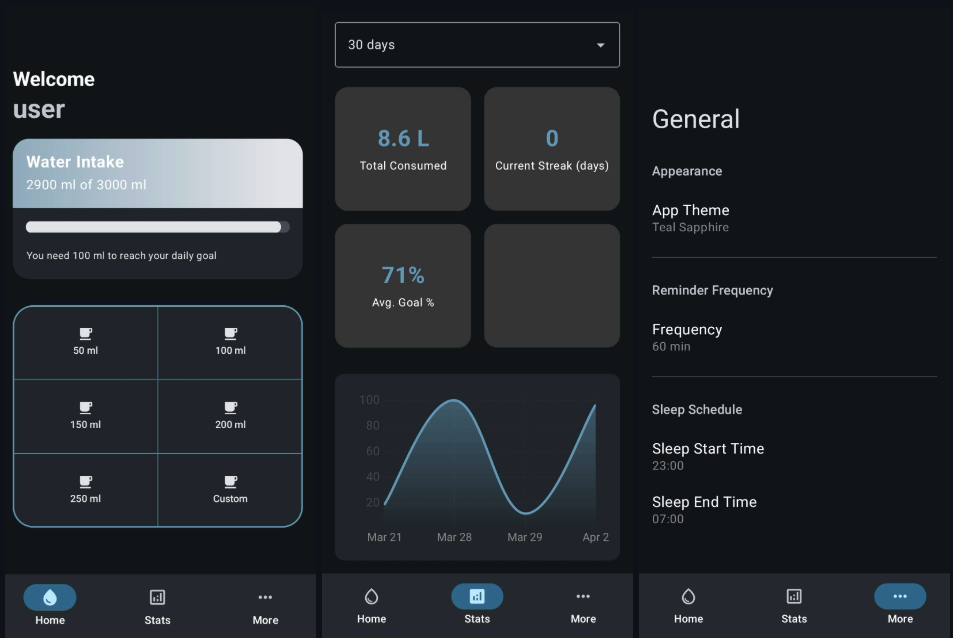 Welcome
user
Water Intake
2900 ml of 3000 ml
You need 100 ml to reach your daily goal
50 ml
100 ml
150 ml
200 ml
250 ml
Custom
Home
Stats
More
30 days
8.6 L
Total Consumed
0
Current Streak (days)
71%
Avg. Goal %
100
80
60
40
20
Mar 21
Mar 28
Mar 29
Apr 2
Home
Stats
More
General
Appearance
App Theme
Teal Sapphire
Reminder Frequency
Frequency
60 min
Sleep Schedule
Sleep Start Time
23:00
Sleep End Time
07:00
Home
Stats
More